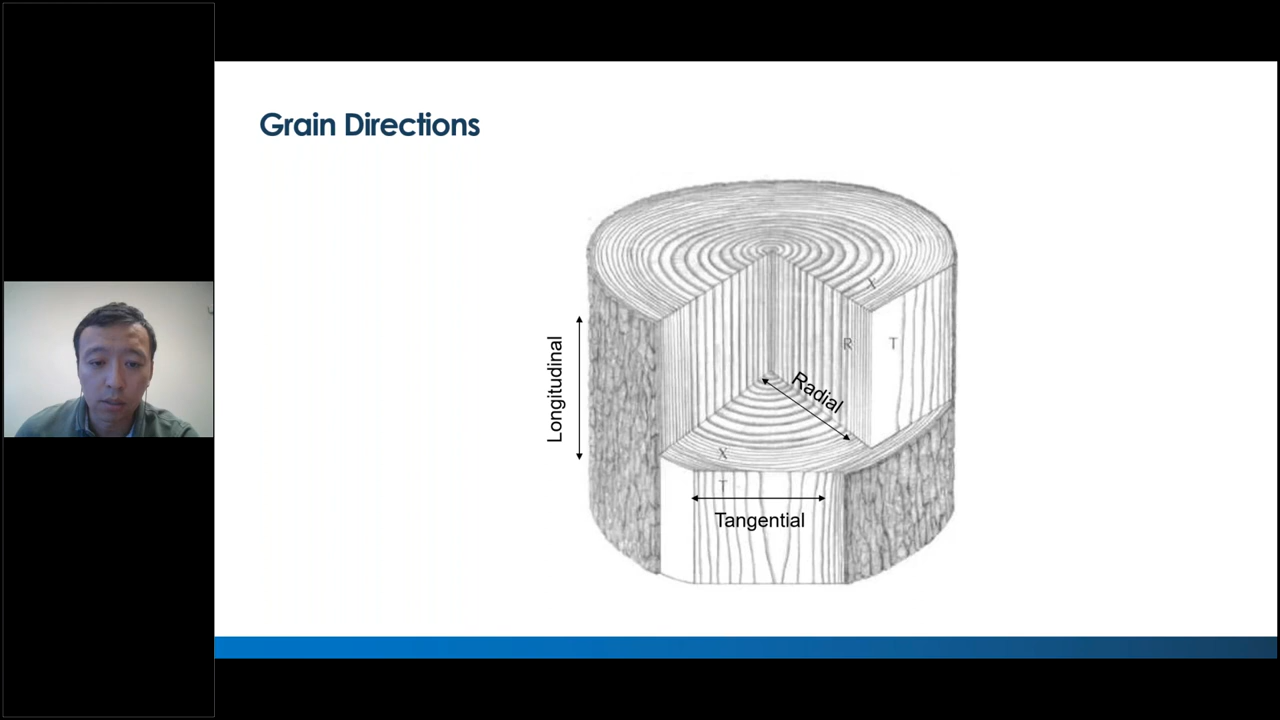 Grain Directions
X
R
T
Longitudinal
Radial
X
T
Tangential